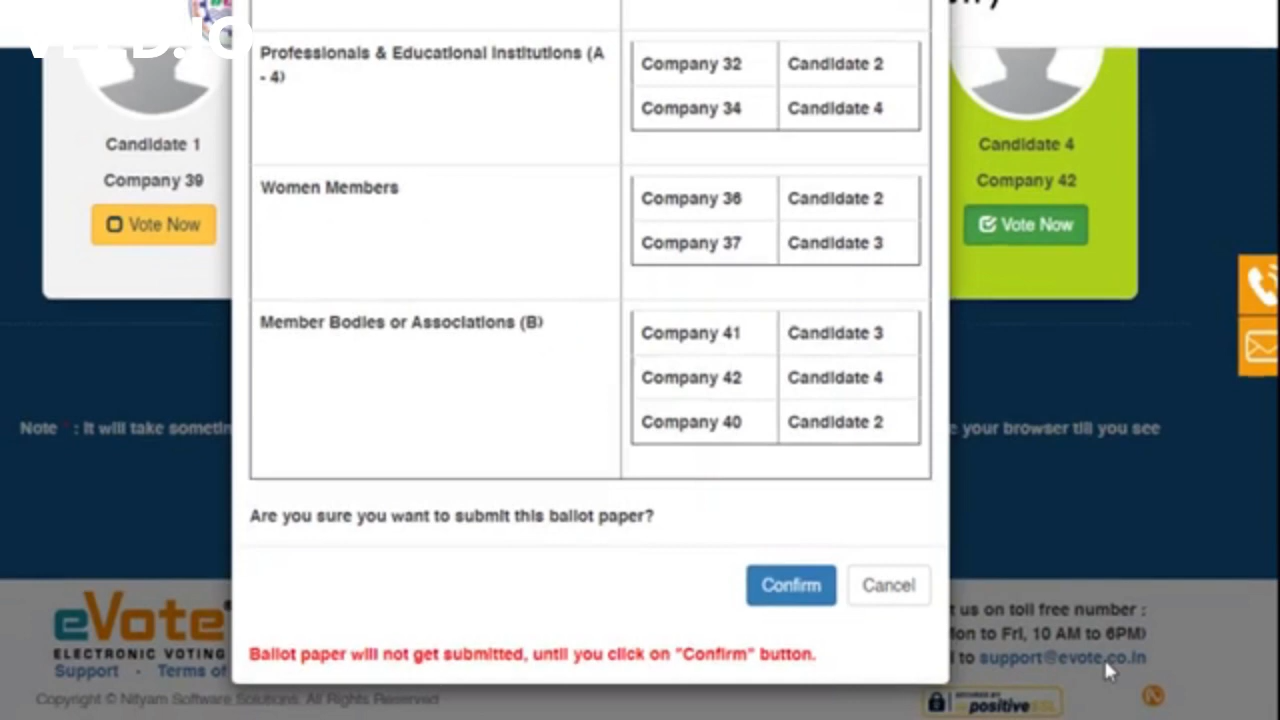 Professionals & Educational Institutions (A
- 4)
Company 32 Candidate 2
Company 34 Candidate 4
Women Members
Company 36 Candidate 2
Company 37 Candidate 3
Member Bodies or Associations (B)
Company 41 Candidate 3
Company 42 Candidate 4
Company 40 Candidate 2
Are you sure you want to submit this ballot paper?
Confirm
Cancel
Ballot paper will not get submitted, until you click on "Confirm" button.
Candidate 1
Company 39
Vote Now
Candidate 4
Company 42
Vote Now
Note * : It will take
your browser till you see
eVote
ELECTRONIC VOTING
Support - Terms of
Copyright © Nityam Software Solutions. All Rights Reserved
us on toll free number :
to Fri, 10 AM to 6PM)
to support@evote.co.in
SECURED BY
positiveSSL